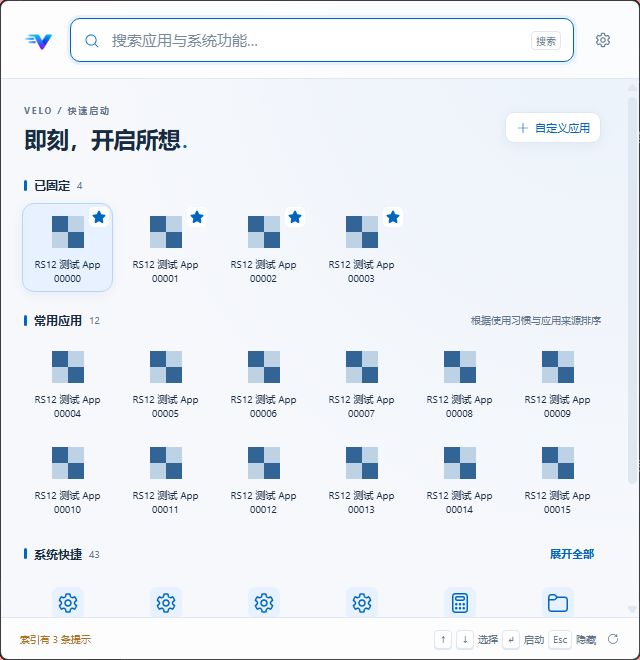 搜索应用与系统功能...
搜索
VELO / 快速启动
即刻，开启所想.
自定义应用
已固定 4
RS12 测试 App 00000
RS12 测试 App 00001
RS12 测试 App 00002
RS12 测试 App 00003
常用应用 12
根据使用习惯与应用来源排序
RS12 测试 App 00004
RS12 测试 App 00005
RS12 测试 App 00006
RS12 测试 App 00007
RS12 测试 App 00008
RS12 测试 App 00009
RS12 测试 App 00010
RS12 测试 App 00011
RS12 测试 App 00012
RS12 测试 App 00013
RS12 测试 App 00014
RS12 测试 App 00015
系统快捷 43
展开全部
索引有 3 条提示
↑ ↓ 选择 ↵ 启动 Esc 隐藏